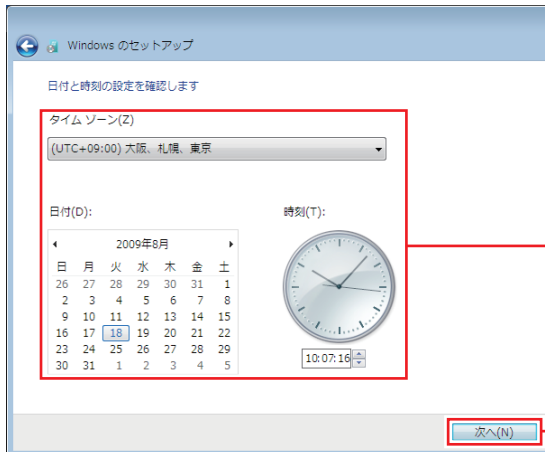 Windows のセットアップ
日付と時刻の設定を確認します
タイム ゾーン(Z)
(UTC+09:00) 大阪、札幌、東京
日付(D):
時刻(T):
2009年8月
日 月 火 水 木 金 土
26 27 28 29 30 31 1
2 3 4 5 6 7 8
9 10 11 12 13 14 15
16 17 18 19 20 21 22
23 24 25 26 27 28 29
30 31 1 2 3 4 5
10:07:16
次へ(N)